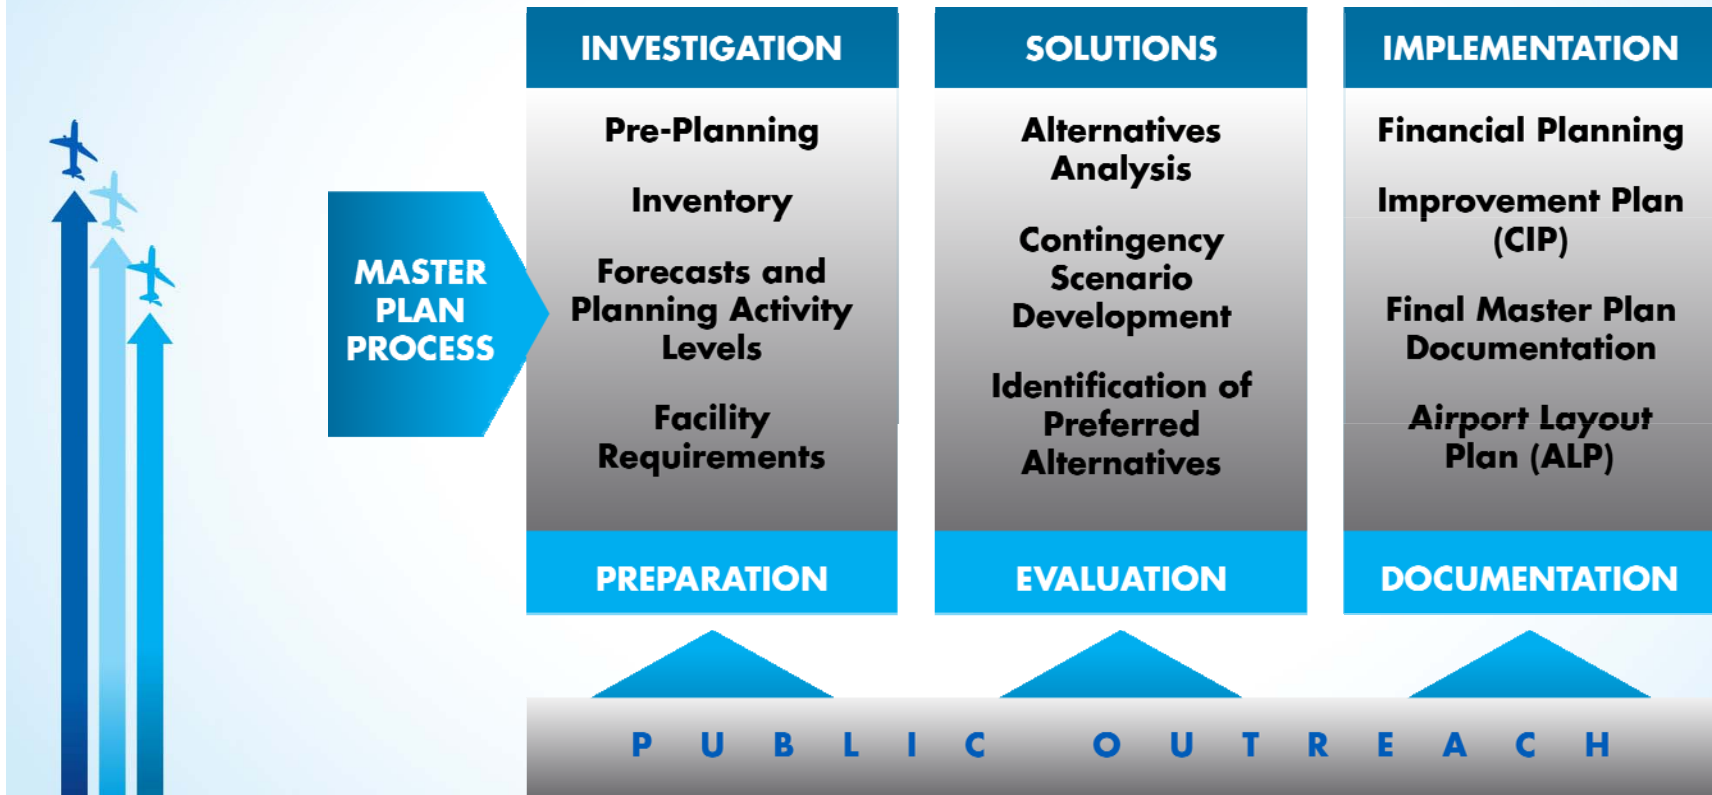 MASTER
PLAN
PROCESS
INVESTIGATION
Pre-Planning
Inventory
Forecasts and
Planning Activity
Levels
Facility
Requirements
PREPARATION
SOLUTIONS
Alternatives
Analysis
Contingency
Scenario
Development
Identification of
Preferred
Alternatives
EVALUATION
IMPLEMENTATION
Financial Planning
Improvement Plan
(CIP)
Final Master Plan
Documentation
Airport Layout
Plan (ALP)
DOCUMENTATION
PUBLIC OUTREACH